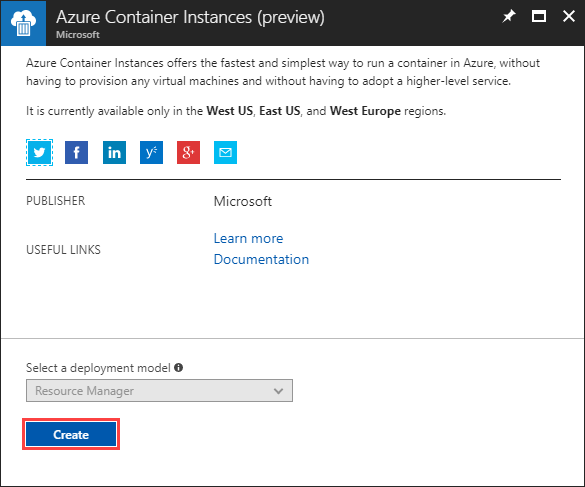 Azure Container Instances (preview)
Microsoft
Azure Container Instances offers the fastest and simplest way to run a container in Azure, without
having to provision any virtual machines and without having to adopt a higher-level service.
It is currently available only in the West US, East US, and West Europe regions.
PUBLISHER Microsoft
USEFUL LINKS Learn more
Documentation
Select a deployment model
Resource Manager
Create